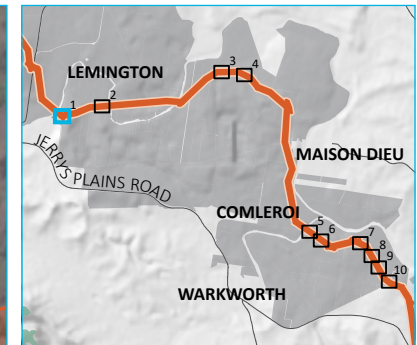 3
4
LEMINGTON
2
1
JERRYS PLAINS ROAD
MAISON DIEU
COMLEROI
5
6
7
8
9
10
WARKWORTH